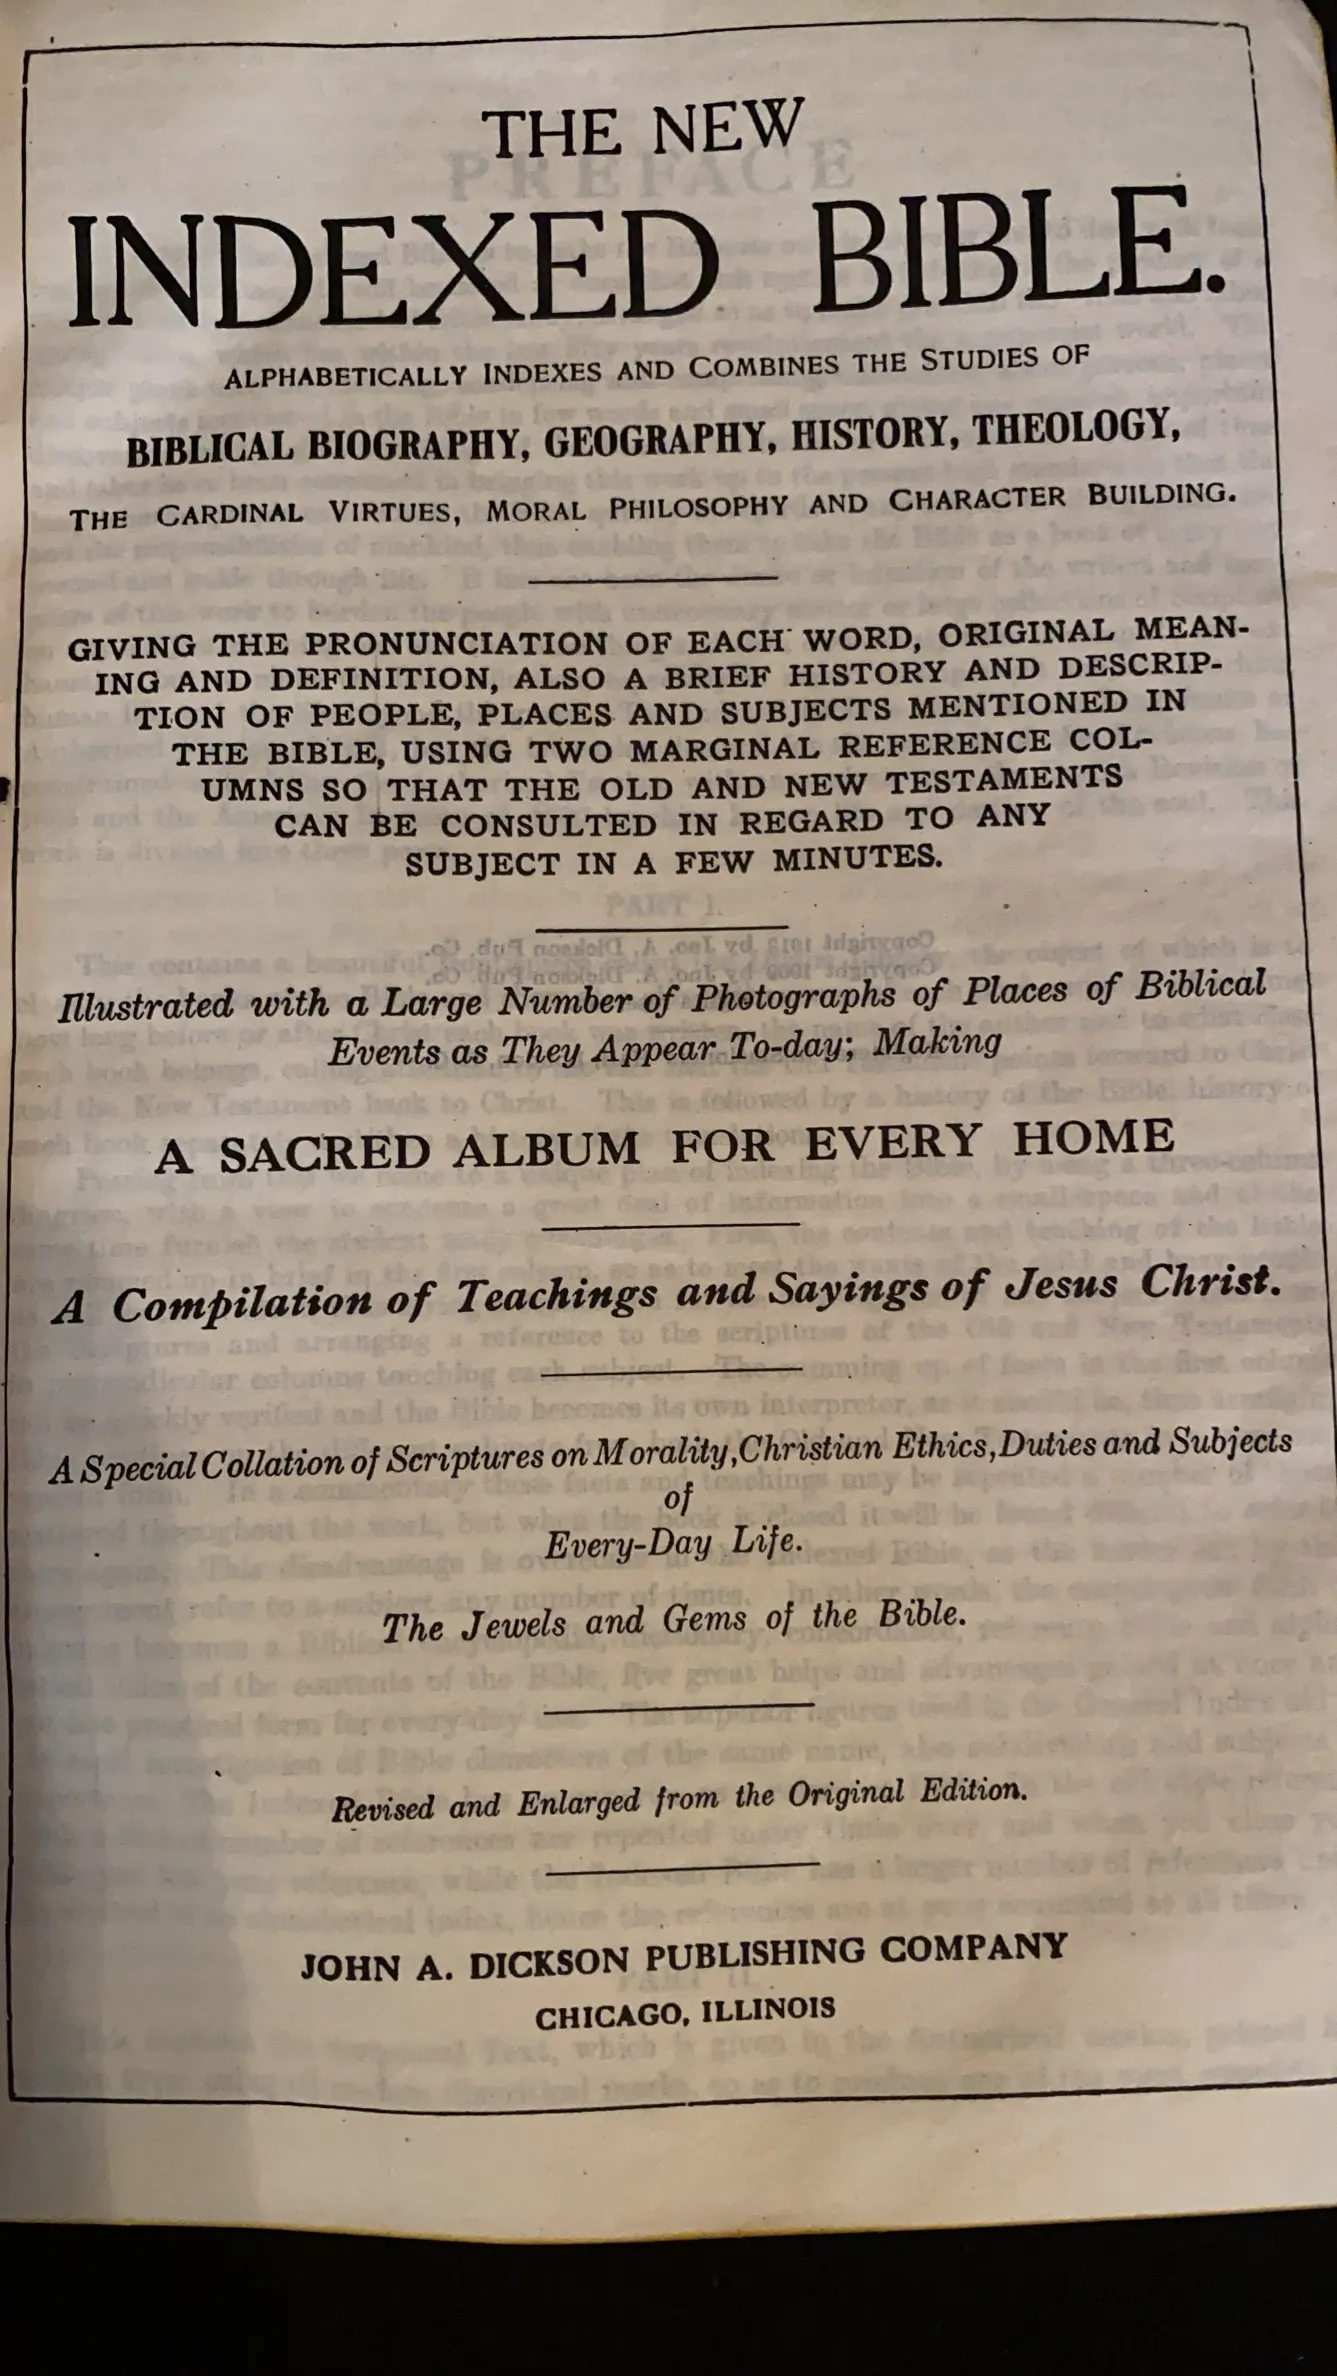 THE NEW
INDEXED BIBLE.
ALPHABETICALLY INDEXES AND COMBINES THE STUDIES OF
BIBLICAL BIOGRAPHY, GEOGRAPHY, HISTORY, THEOLOGY,
THE CARDINAL VIRTUES, MORAL PHILOSOPHY AND CHARACTER BUILDING.
GIVING THE PRONUNCIATION OF EACH WORD, ORIGINAL MEAN-
ING AND DEFINITION, ALSO A BRIEF HISTORY AND DESCRIP-
TION OF PEOPLE, PLACES AND SUBJECTS MENTIONED IN
THE BIBLE, USING TWO MARGINAL REFERENCE COL-
UMNS SO THAT THE OLD AND NEW TESTAMENTS
CAN BE CONSULTED IN REGARD TO ANY
SUBJECT IN A FEW MINUTES.
Illustrated with a Large Number of Photographs of Places of Biblical
Events as They Appear To-day; Making
A SACRED ALBUM FOR EVERY HOME
A Compilation of Teachings and Sayings of Jesus Christ.
A Special Collation of Scriptures on Morality, Christian Ethics, Duties and Subjects
of
Every-Day Life.
The Jewels and Gems of the Bible.
Revised and Enlarged from the Original Edition.
JOHN A. DICKSON PUBLISHING COMPANY
CHICAGO, ILLINOIS